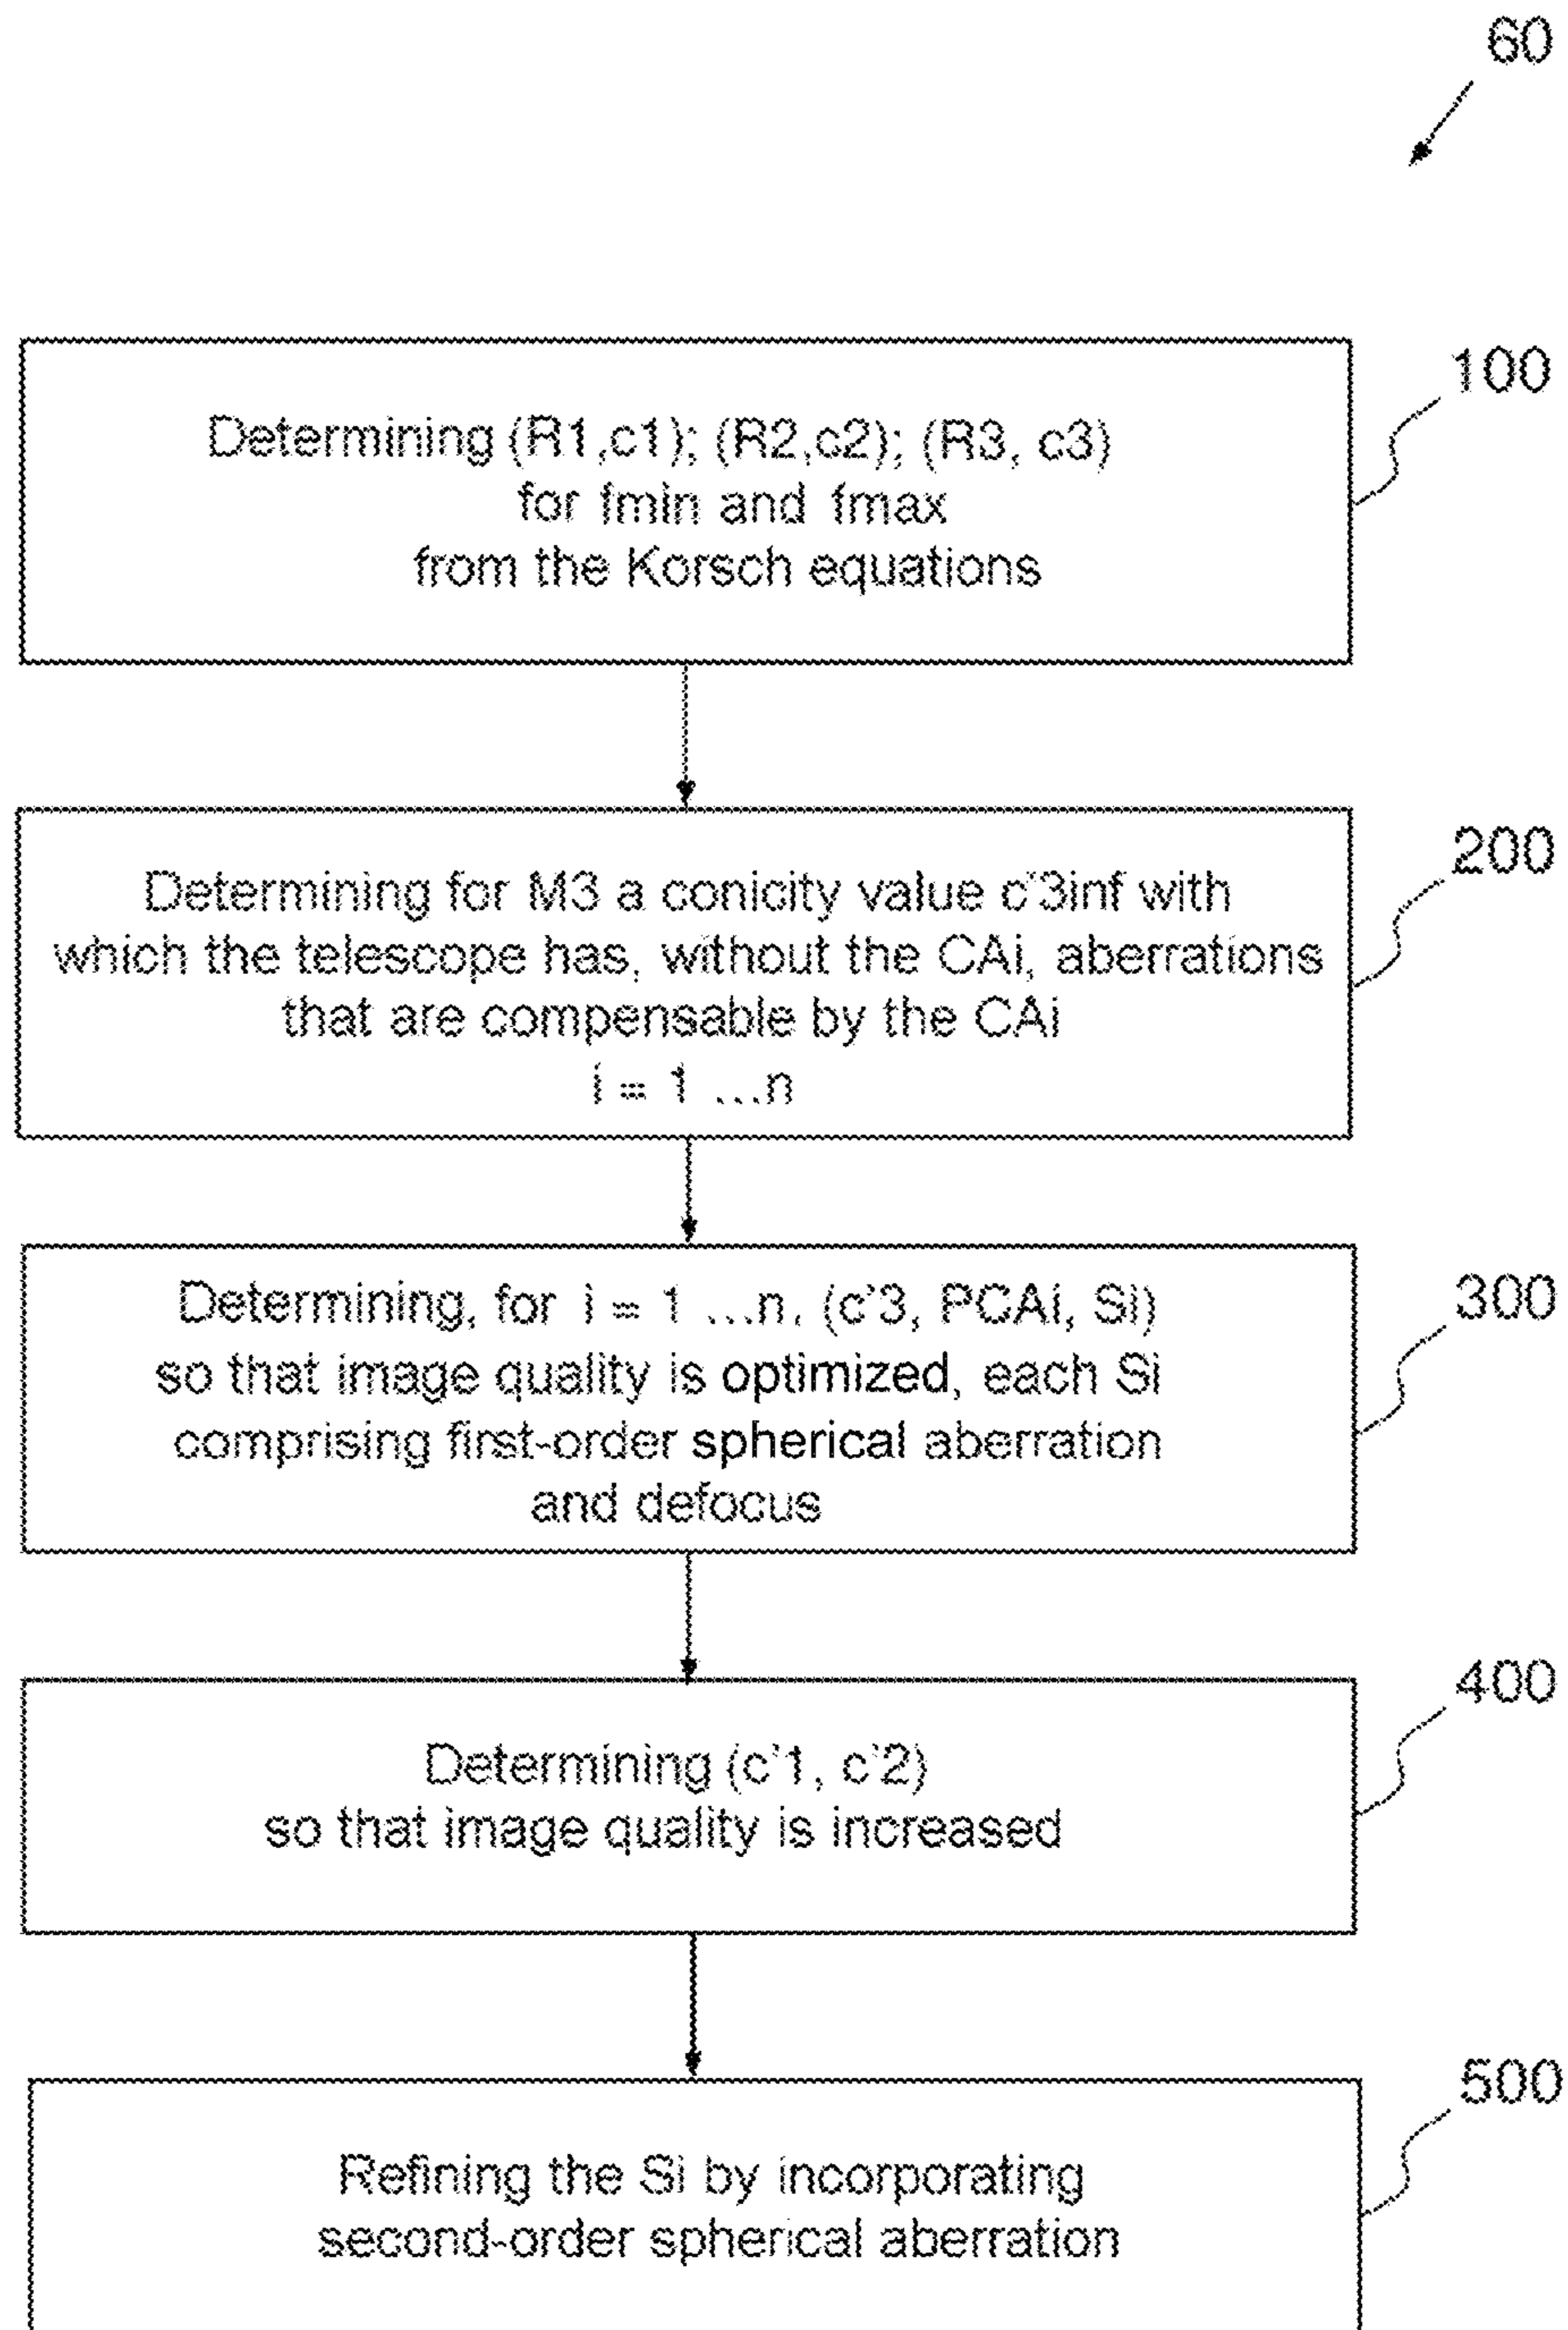 60
100
Determining (R1,c1); (R2,c2); (R3, c3)
for fmin and fmax
from the Korsch equations
200
Determining for M3 a conicity value c'3inf with
which the telescope has, without the CAi, aberrations
that are compensable by the CAi
i = 1 ...n
300
Determining, for i = 1 ...n, (c'3, PCAi, Si)
so that image quality is optimized, each Si
comprising first-order spherical aberration
and defocus
400
Determining (c'1, c'2)
so that image quality is increased
500
Refining the Si by incorporating
second-order spherical aberration